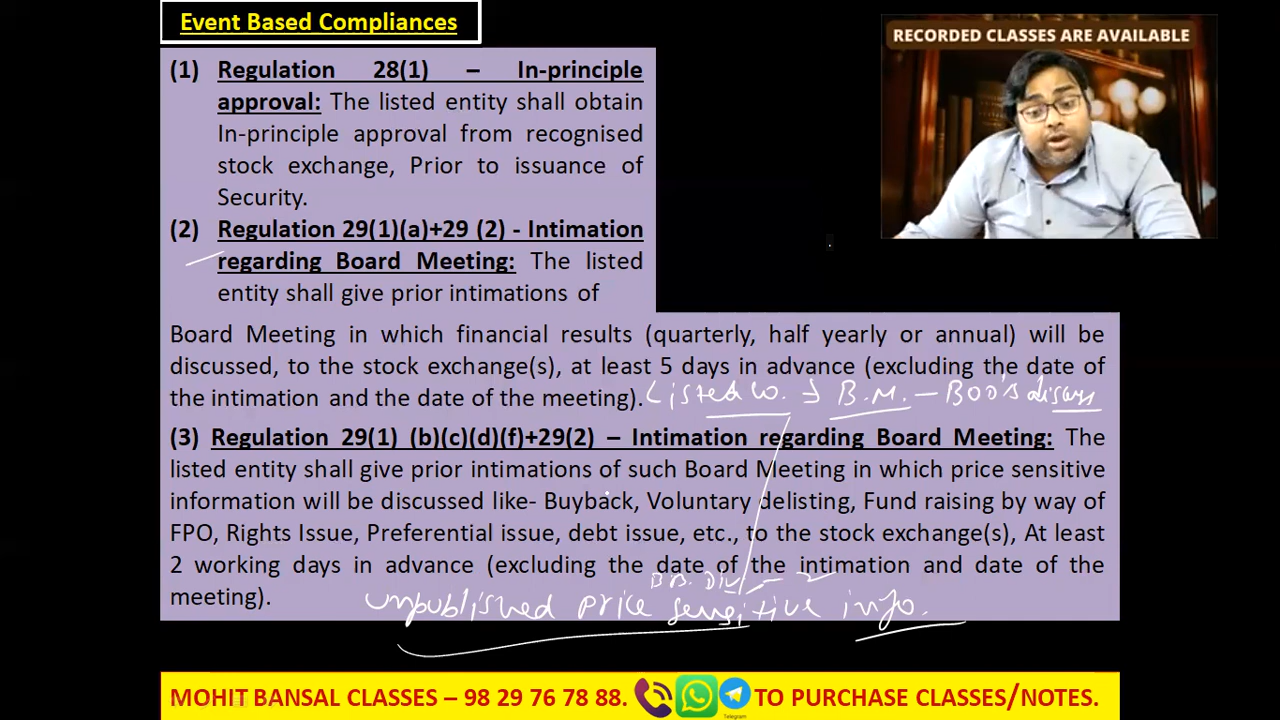 Event Based Compliances
RECORDED CLASSES ARE AVAILABLE
(1) Regulation 28(1) – In-principle
approval: The listed entity shall obtain
In-principle approval from recognised
stock exchange, Prior to issuance of
Security.
(2) Regulation 29(1)(a)+29 (2) - Intimation
regarding Board Meeting: The listed
entity shall give prior intimations of
Board Meeting in which financial results (quarterly, half yearly or annual) will be
discussed, to the stock exchange(s), at least 5 days in advance (excluding the date of
the intimation and the date of the meeting). Listed Co. B.M. – BOD's discuss
(3) Regulation 29(1) (b)(c)(d)(f)+29(2) – Intimation regarding Board Meeting: The
listed entity shall give prior intimations of such Board Meeting in which price sensitive
information will be discussed like- Buyback, Voluntary delisting, Fund raising by way of
FPO, Rights Issue, Preferential issue, debt issue, etc., to the stock exchange(s), At least
2 working days in advance (excluding the date of the intimation and date of the
meeting).
BB. Div. – 2
unpublished price sensitive info.
MOHIT BANSAL CLASSES – 98 29 76 78 88. TO PURCHASE CLASSES/NOTES.
Telegram